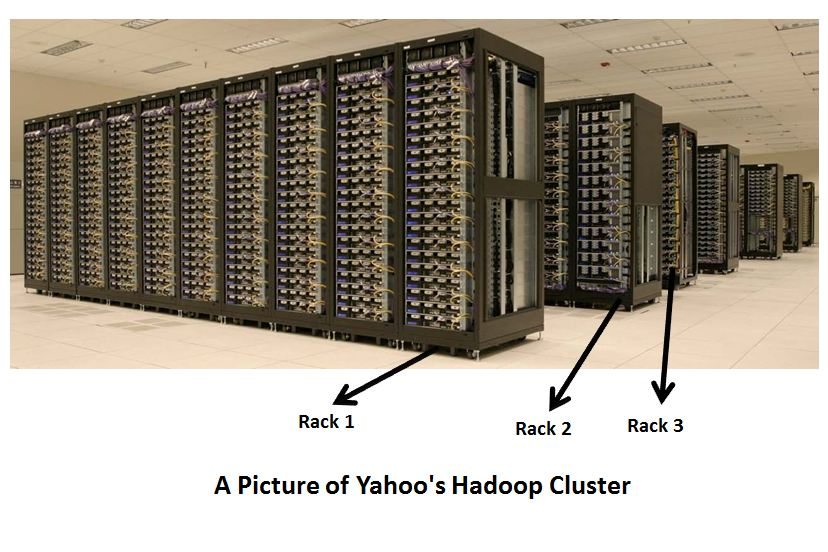 Rack 1
Rack 2
Rack 3
A Picture of Yahoo's Hadoop Cluster